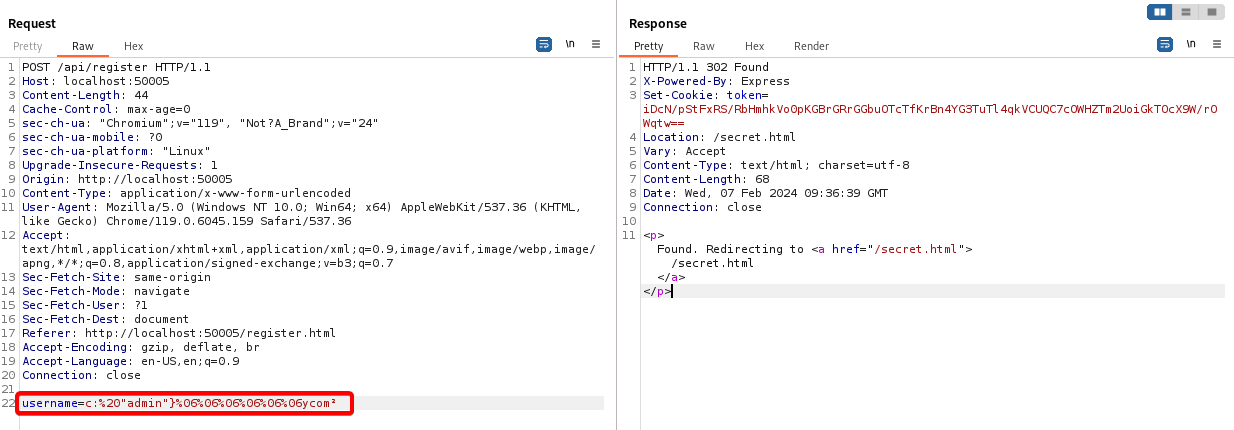 Request
Pretty Raw Hex
\n
1 POST /api/register HTTP/1.1
2 Host: localhost:50005
3 Content-Length: 44
4 Cache-Control: max-age=0
5 sec-ch-ua: "Chromium";v="119", "Not?A_Brand";v="24"
6 sec-ch-ua-mobile: ?0
7 sec-ch-ua-platform: "Linux"
8 Upgrade-Insecure-Requests: 1
9 Origin: http://localhost:50005
10 Content-Type: application/x-www-form-urlencoded
11 User-Agent: Mozilla/5.0 (Windows NT 10.0; Win64; x64) AppleWebKit/537.36 (KHTML,
like Gecko) Chrome/119.0.6045.159 Safari/537.36
12 Accept:
text/html,application/xhtml+xml,application/xml;q=0.9,image/avif,image/webp,image/
apng,*/*;q=0.8,application/signed-exchange;v=b3;q=0.7
13 Sec-Fetch-Site: same-origin
14 Sec-Fetch-Mode: navigate
15 Sec-Fetch-User: ?1
16 Sec-Fetch-Dest: document
17 Referer: http://localhost:50005/register.html
18 Accept-Encoding: gzip, deflate, br
19 Accept-Language: en-US,en;q=0.9
20 Connection: close
21
22 username=c:%20"admin"}%06%06%06%06%06%06ycom²
Response
Pretty Raw Hex Render
\n
1 HTTP/1.1 302 Found
2 X-Powered-By: Express
3 Set-Cookie: token=
iDcN/pStFxRS/RbHmhkVo0pKGBrGRrGGbuOTcTfKrBn4YG3TuTl4qkVCUQC7cOWHZTm2UoiGkTOcX9W/rO
Wqtw==
4 Location: /secret.html
5 Vary: Accept
6 Content-Type: text/html; charset=utf-8
7 Content-Length: 68
8 Date: Wed, 07 Feb 2024 09:36:39 GMT
9 Connection: close
10
11 <p>
Found. Redirecting to <a href="/secret.html">
/secret.html
</a>
</p>